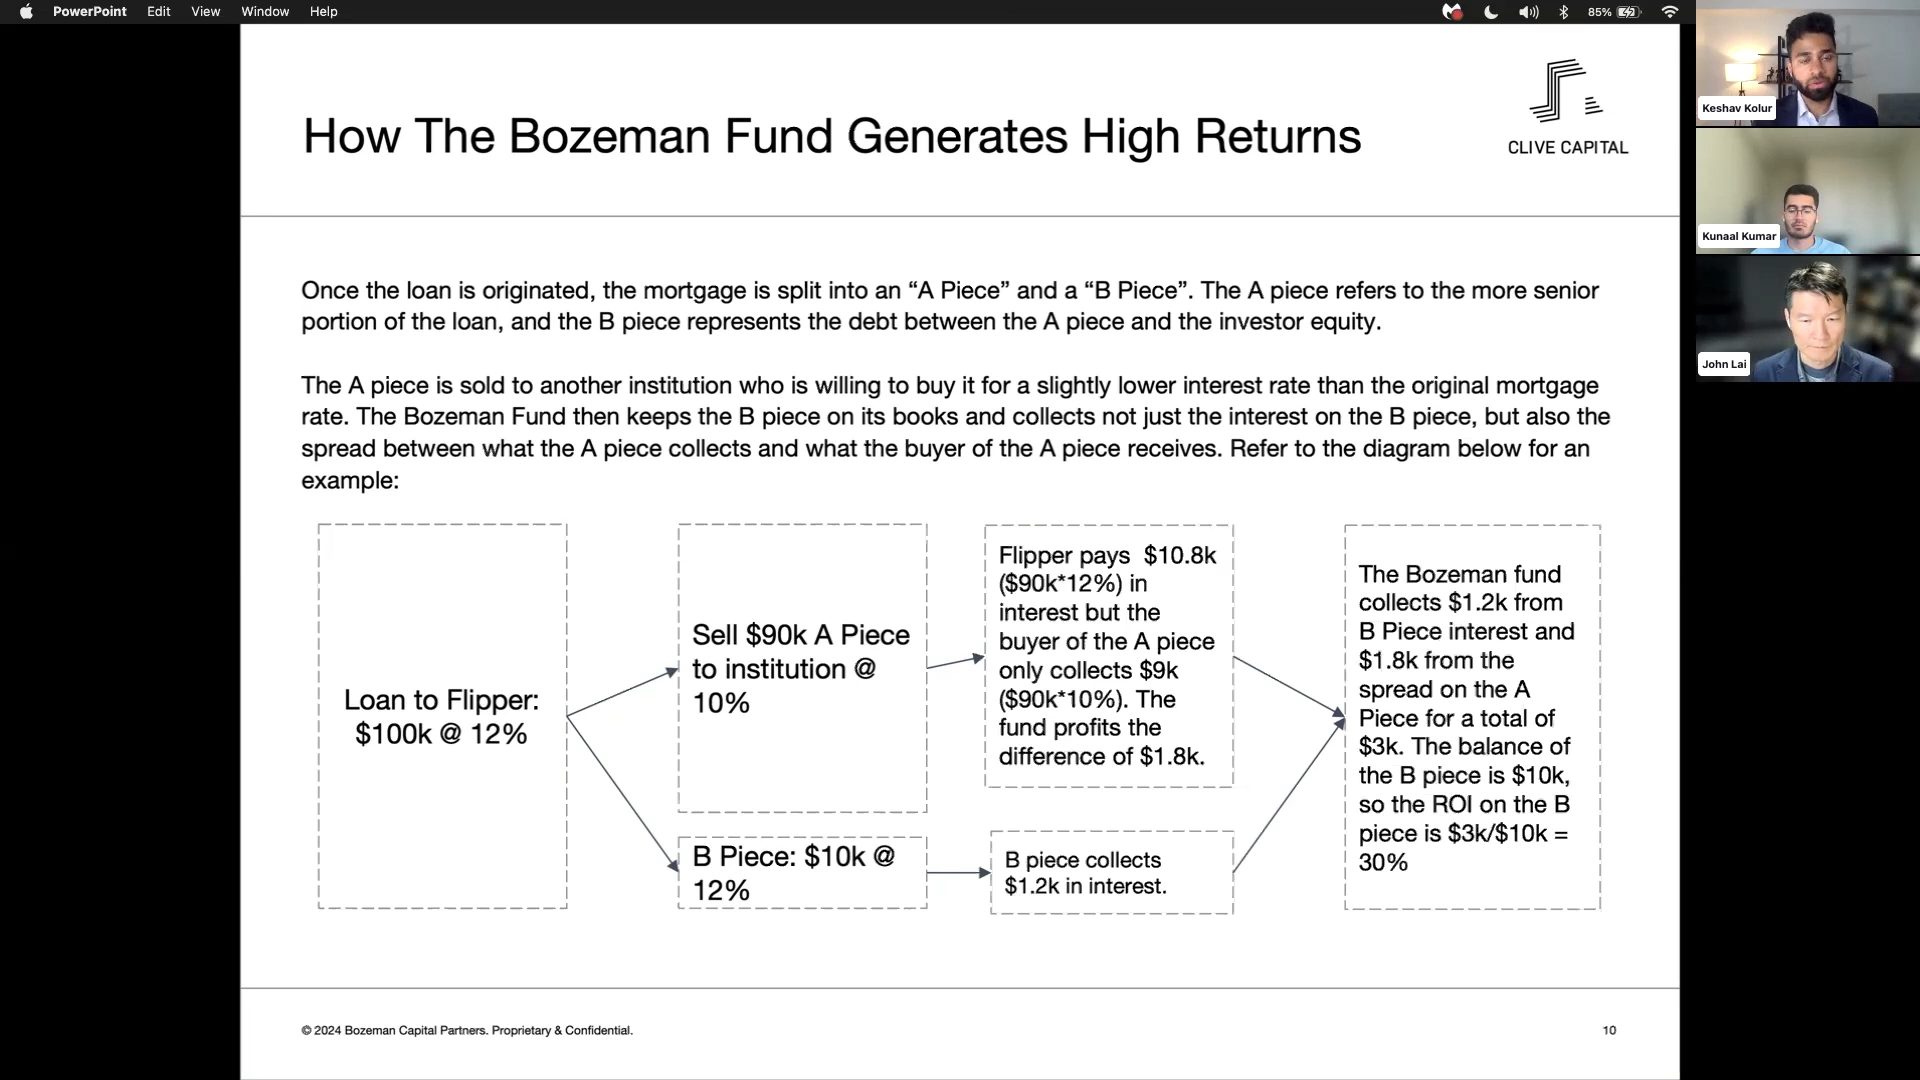 PowerPoint Edit View Window Help
85%
How The Bozeman Fund Generates High Returns
CLIVE CAPITAL
Once the loan is originated, the mortgage is split into an “A Piece” and a “B Piece”. The A piece refers to the more senior
portion of the loan, and the B piece represents the debt between the A piece and the investor equity.
The A piece is sold to another institution who is willing to buy it for a slightly lower interest rate than the original mortgage
rate. The Bozeman Fund then keeps the B piece on its books and collects not just the interest on the B piece, but also the
spread between what the A piece collects and what the buyer of the A piece receives. Refer to the diagram below for an
example:
Loan to Flipper:
$100k @ 12%
Sell $90k A Piece
to institution @
10%
B Piece: $10k @
12%
Flipper pays $10.8k
($90k*12%) in
interest but the
buyer of the A piece
only collects $9k
($90k*10%). The
fund profits the
difference of $1.8k.
B piece collects
$1.2k in interest.
The Bozeman fund
collects $1.2k from
B Piece interest and
$1.8k from the
spread on the A
Piece for a total of
$3k. The balance of
the B piece is $10k,
so the ROI on the B
piece is $3k/$10k =
30%
© 2024 Bozeman Capital Partners. Proprietary & Confidential.
10
Keshav Kolur
Kunaal Kumar
John Lai